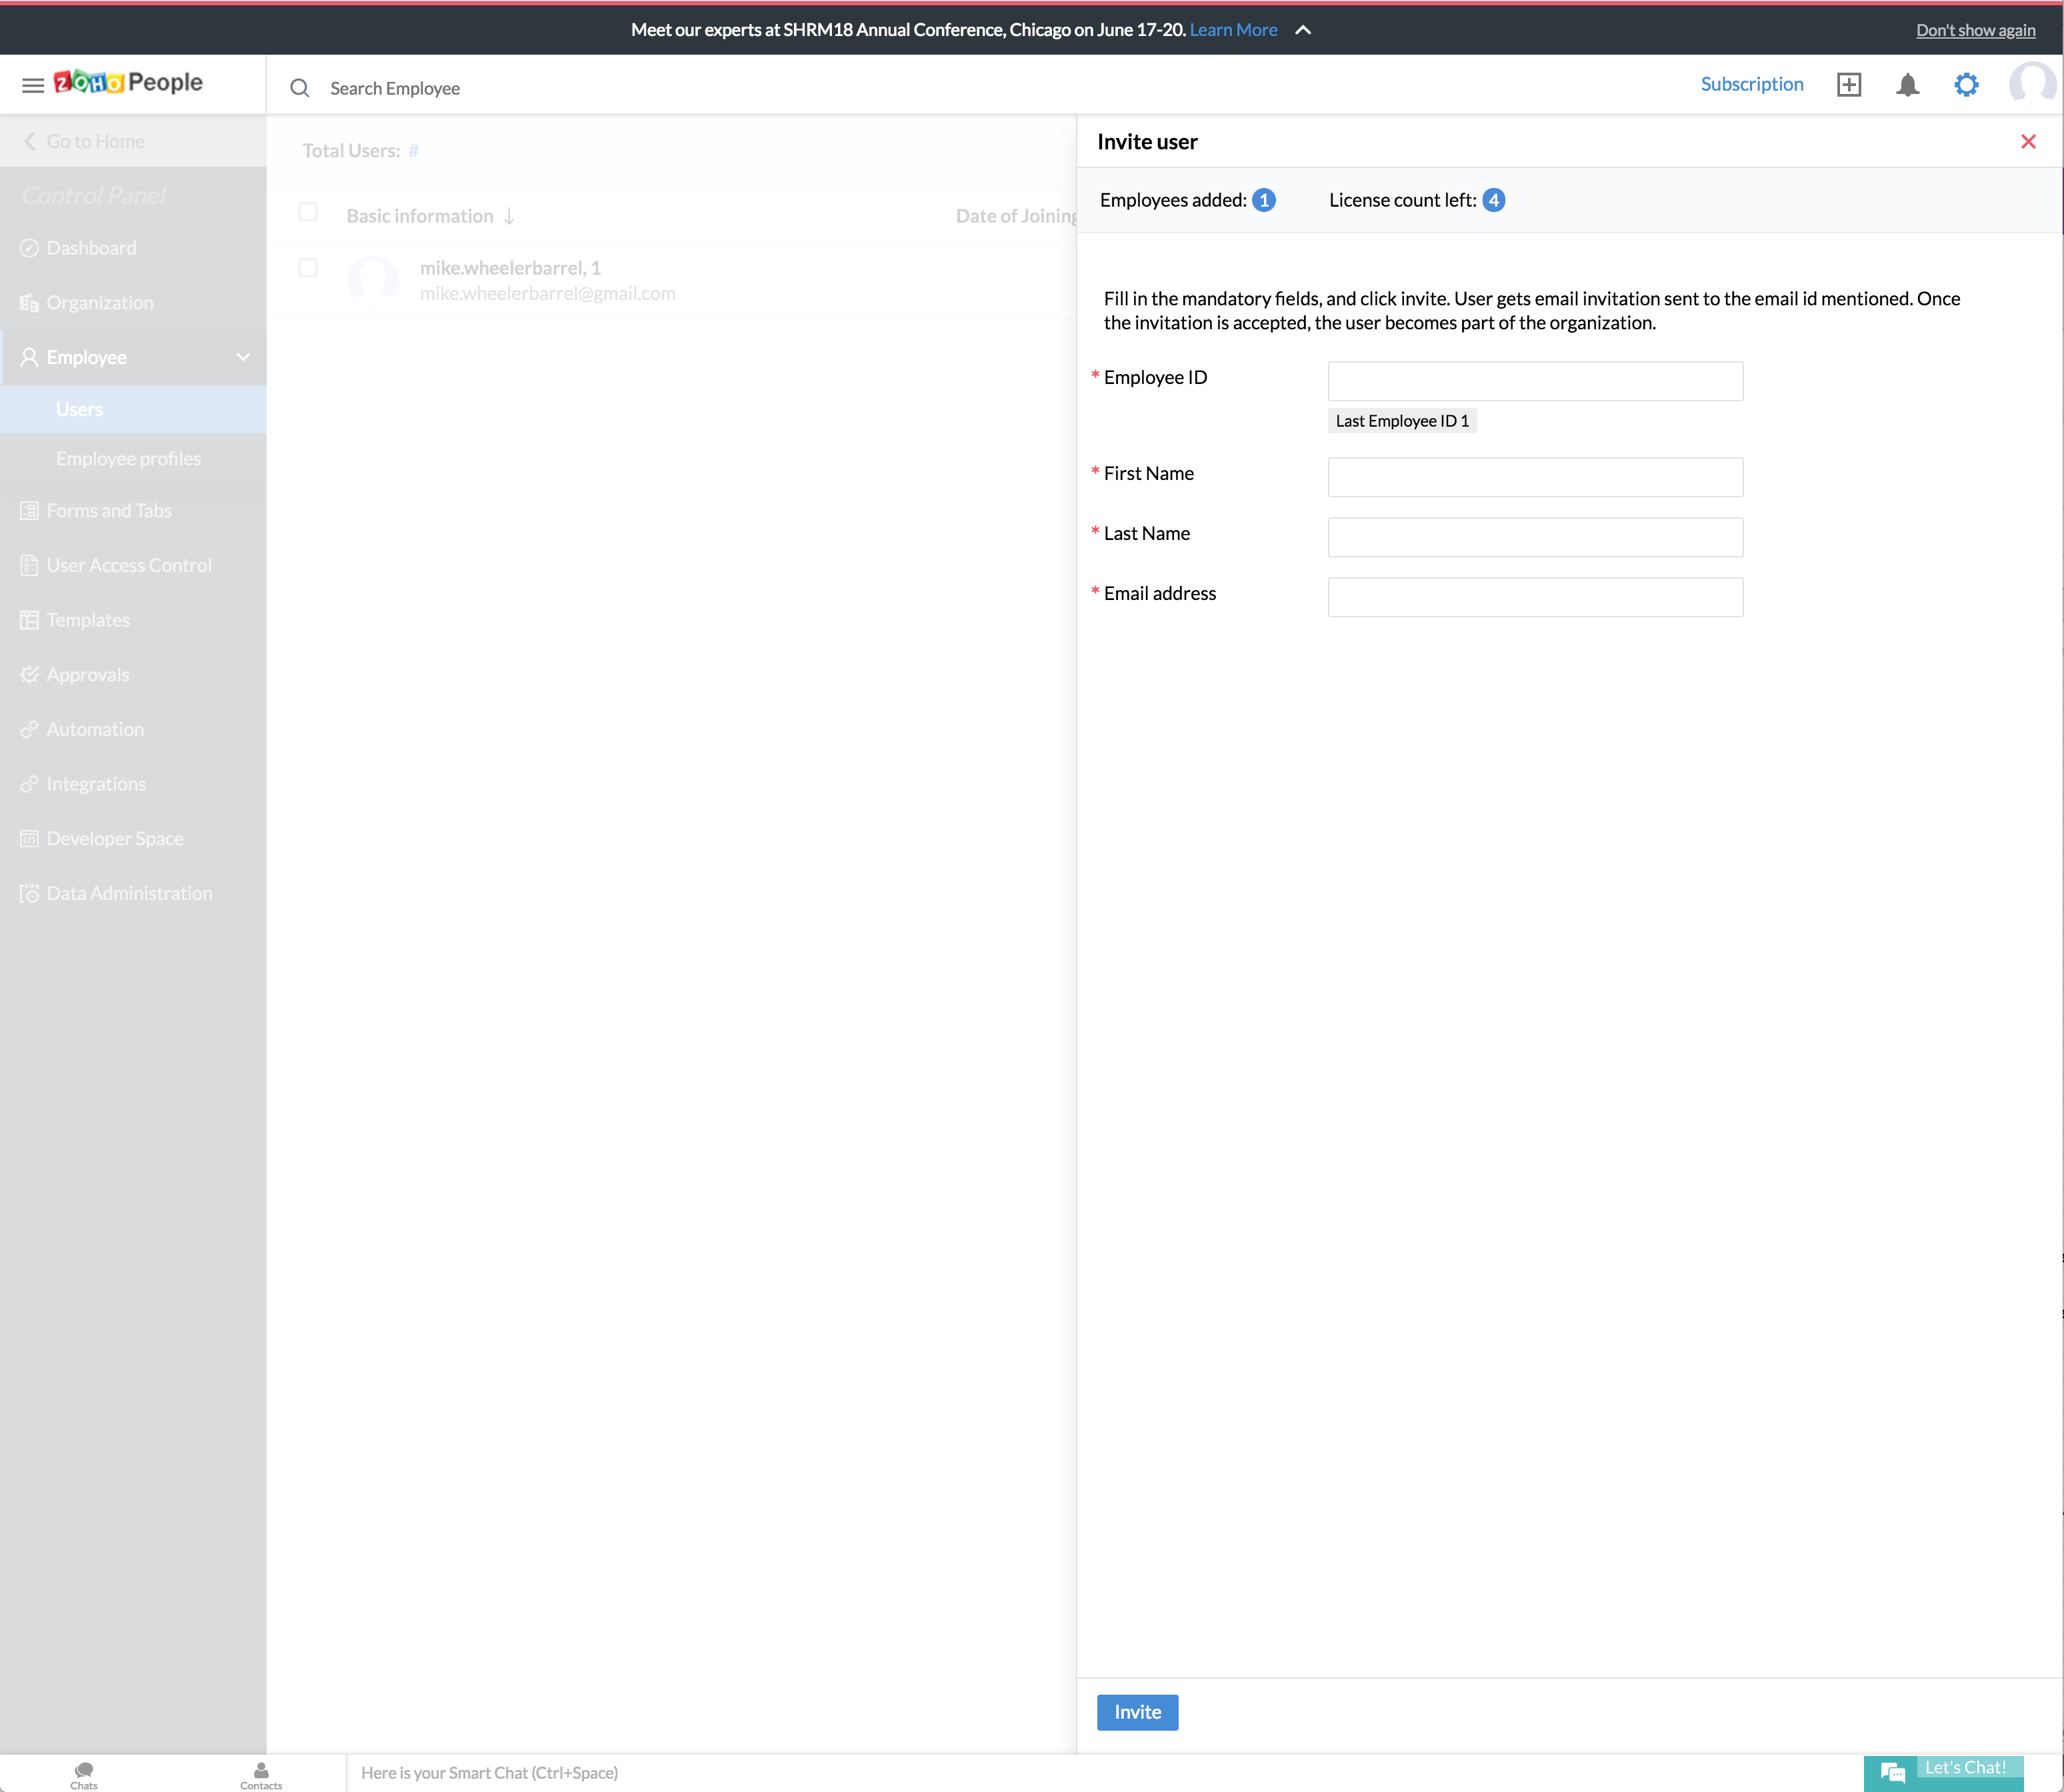 Meet our experts at SHRM18 Annual Conference, Chicago on June 17-20. Learn More
Don't show again
ZOHO People
Search Employee
Subscription
Go to Home
Control Panel
Dashboard
Organization
Employee
Users
Employee profiles
Forms and Tabs
User Access Control
Templates
Approvals
Automation
Integrations
Developer Space
Data Administration
Total Users: #
Basic information
Date of Joining
mike.wheelerbarrel, 1
mike.wheelerbarrel@gmail.com
Invite user
Employees added: 1
License count left: 4
Fill in the mandatory fields, and click invite. User gets email invitation sent to the email id mentioned. Once
the invitation is accepted, the user becomes part of the organization.
* Employee ID
Last Employee ID 1
* First Name
* Last Name
* Email address
Invite
Chats
Contacts
Here is your Smart Chat (Ctrl+Space)
Let's Chat!